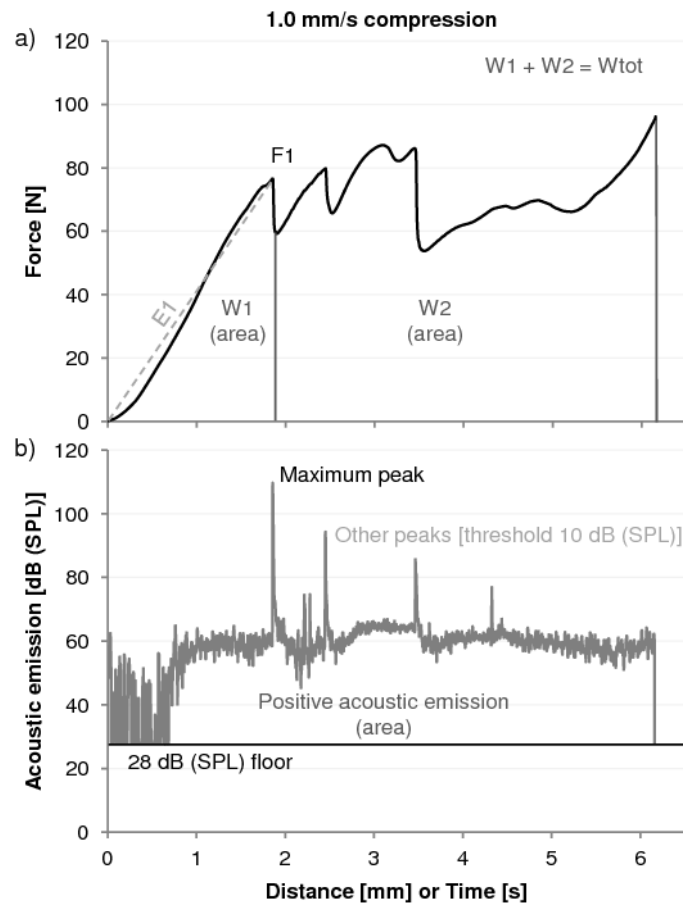 1.0 mm/s compression
a)
120
100
80
60
40
20
0
Force [N]
W1 + W2 = Wtot
F1
E1
W1
(area)
W2
(area)
b)
120
100
80
60
40
20
0
Acoustic emission [dB (SPL)]
Maximum peak
Other peaks [threshold 10 dB (SPL)]
Positive acoustic emission
(area)
28 dB (SPL) floor
0 1 2 3 4 5 6
Distance [mm] or Time [s]